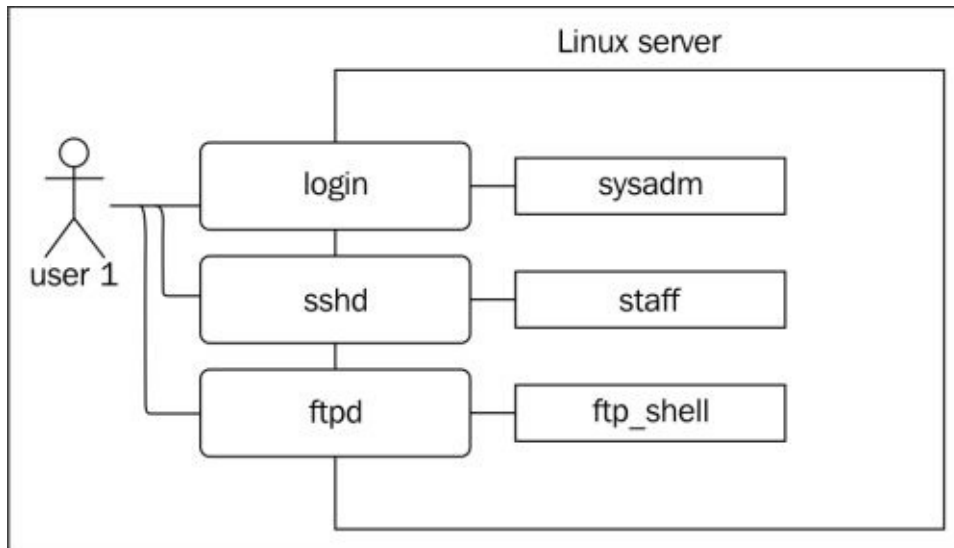 Linux server
login
sysadm
user 1
sshd
staff
ftpd
ftp_shell